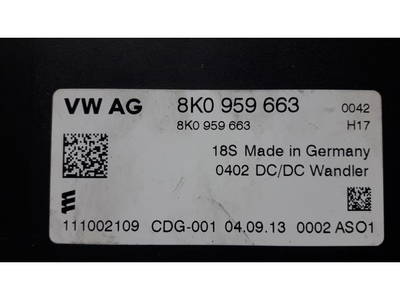 VW AG 8K0 959 663 0042
8K0 959 663 H17
18S Made in Germany
0402 DC/DC Wandler
111002109 CDG-001 04.09.13 0002 ASO1